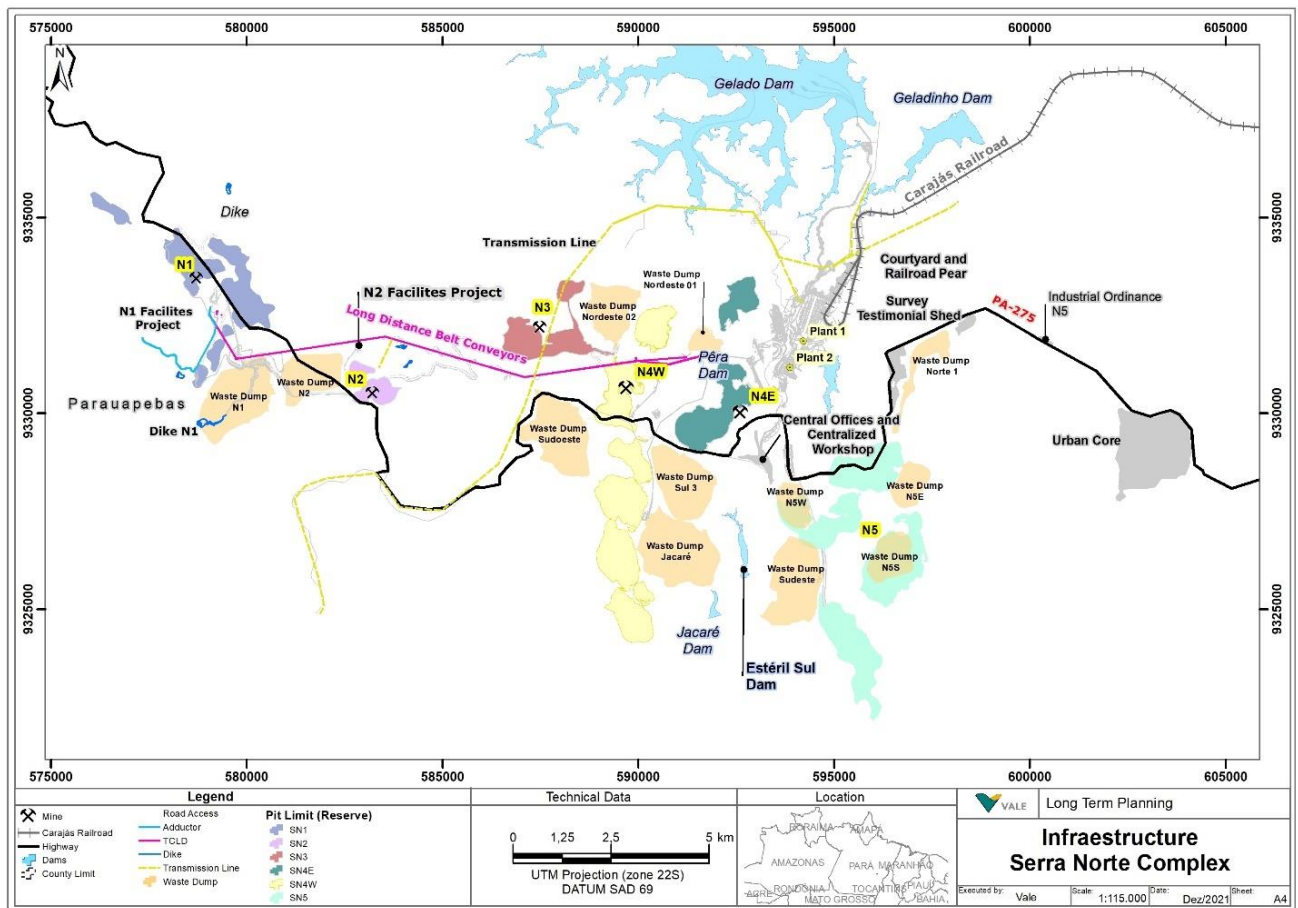 575000
580000
585000
590000
595000
600000
605000
N
Gelado Dam
Geladinho Dam
Carajás Railroad
9335000
9335000
Dike
Transmission Line
Courtyard and
Railroad Pear
N1
Waste Dump
Nordeste 01
N2 Facilites Project
N3
Waste Dump
Nordeste 02
Survey
Testimonial Shed
PA-275
Industrial Ordinance
N5
N1 Facilites
Project
Long Distance Belt Conveyors
Plant 1
Plant 2
Pêra
Dam
Waste Dump
Norte 1
N2
N4W
Waste Dump
N2
Waste Dump
N1
N4E
9330000
9330000
Parauapebas
Dike N1
Waste Dump
Sudoeste
Central Offices and
Centralized
Workshop
Urban Core
Waste Dump
Sul 3
Waste Dump
N5W
Waste Dump
N5E
N5
Waste Dump
Jacaré
Waste Dump
N5S
Waste Dump
Sudeste
9325000
9325000
Jacaré
Dam
Estéril Sul
Dam
575000
580000
585000
590000
595000
600000
605000
Legend
Mine
Carajás Railroad
Highway
Dams
County Limit
Road Access
Adductor
TCLD
Dike
Transmission Line
Waste Dump
Pit Limit (Reserve)
SN1
SN2
SN3
SN4E
SN4W
SN5
Technical Data
0 1,25 2,5 5 km
UTM Projection (zone 22S)
DATUM SAD 69
Location
RORAIMA
AMAPÁ
AMAZONAS
PARÁ
MARANHÃO
PIAUÍ
TOCANTINS
ACRE
RONDONIA
MATO GROSSO
BAHIA
VALE
Long Term Planning
Infraestructure
Serra Norte Complex
Executed by:
Vale
Scale:
1:115.000
Date:
Dez/2021
Sheet:
A4